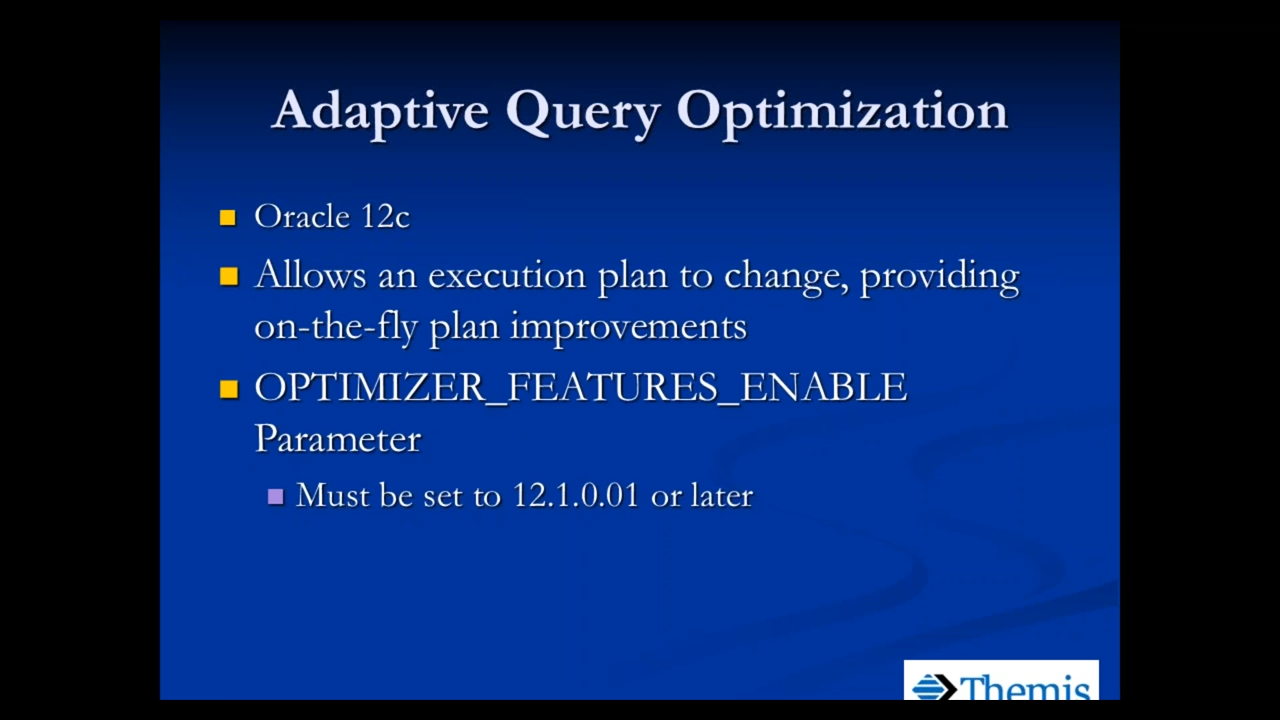 Adaptive Query Optimization
Oracle 12c
Allows an execution plan to change, providing
on-the-fly plan improvements
OPTIMIZER_FEATURES_ENABLE
Parameter
Must be set to 12.1.0.01 or later
Themis